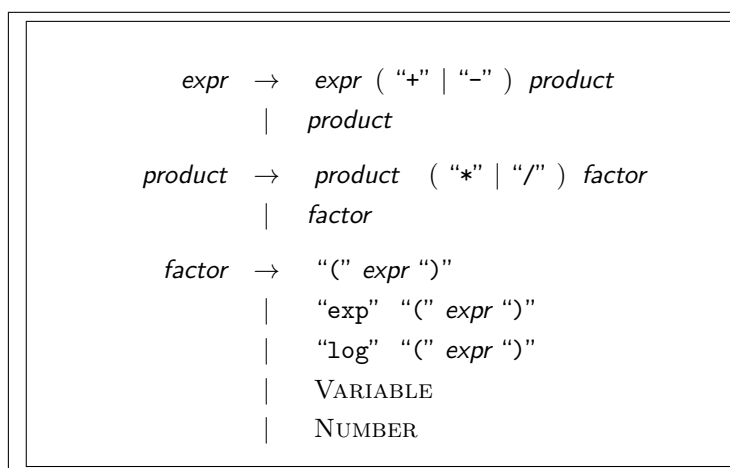 expr → expr ( “+” | “-” ) product
| product
product → product ( “*” | “/” ) factor
| factor
factor → “(” expr “)”
| “exp” “(” expr “)”
| “log” “(” expr “)”
| VARIABLE
| NUMBER